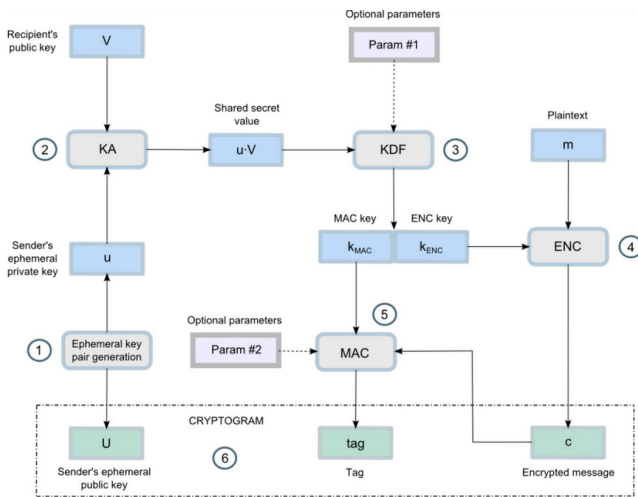 Recipient's
public key
V
Optional parameters
Param #1
Shared secret
value
Plaintext
2
KA
u·V
KDF
3
m
MAC key
ENC key
Sender's
ephemeral
private key
u
kMAC
kENC
ENC
4
5
1
Ephemeral key
pair generation
Optional parameters
Param #2
MAC
CRYPTOGRAM
U
6
tag
c
Sender's ephemeral
public key
Tag
Encrypted message